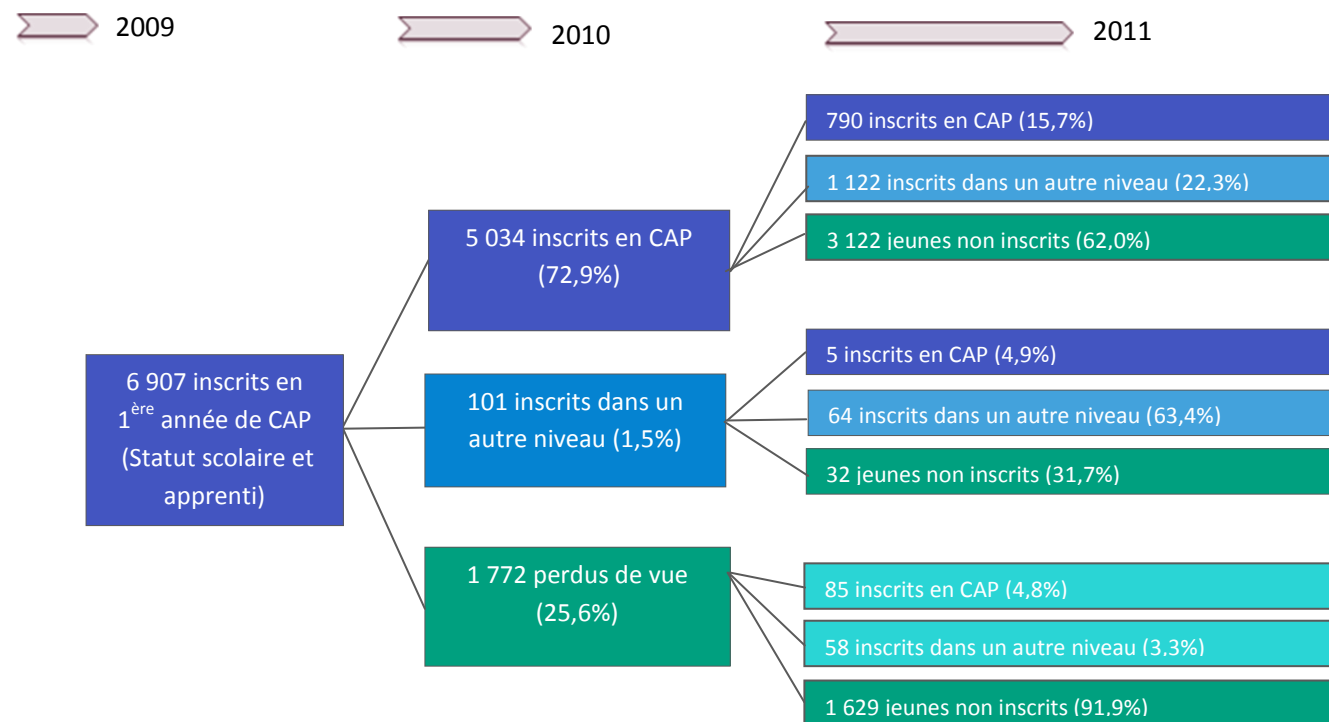 2009
2010
2011
790 inscrits en CAP (15,7%)
1 122 inscrits dans un autre niveau (22,3%)
3 122 jeunes non inscrits (62,0%)
5 034 inscrits en CAP
(72,9%)
5 inscrits en CAP (4,9%)
64 inscrits dans un autre niveau (63,4%)
32 jeunes non inscrits (31,7%)
6 907 inscrits en
1ère année de CAP
(Statut scolaire et
apprenti)
101 inscrits dans un
autre niveau (1,5%)
1 772 perdus de vue
(25,6%)
85 inscrits en CAP (4,8%)
58 inscrits dans un autre niveau (3,3%)
1 629 jeunes non inscrits (91,9%)